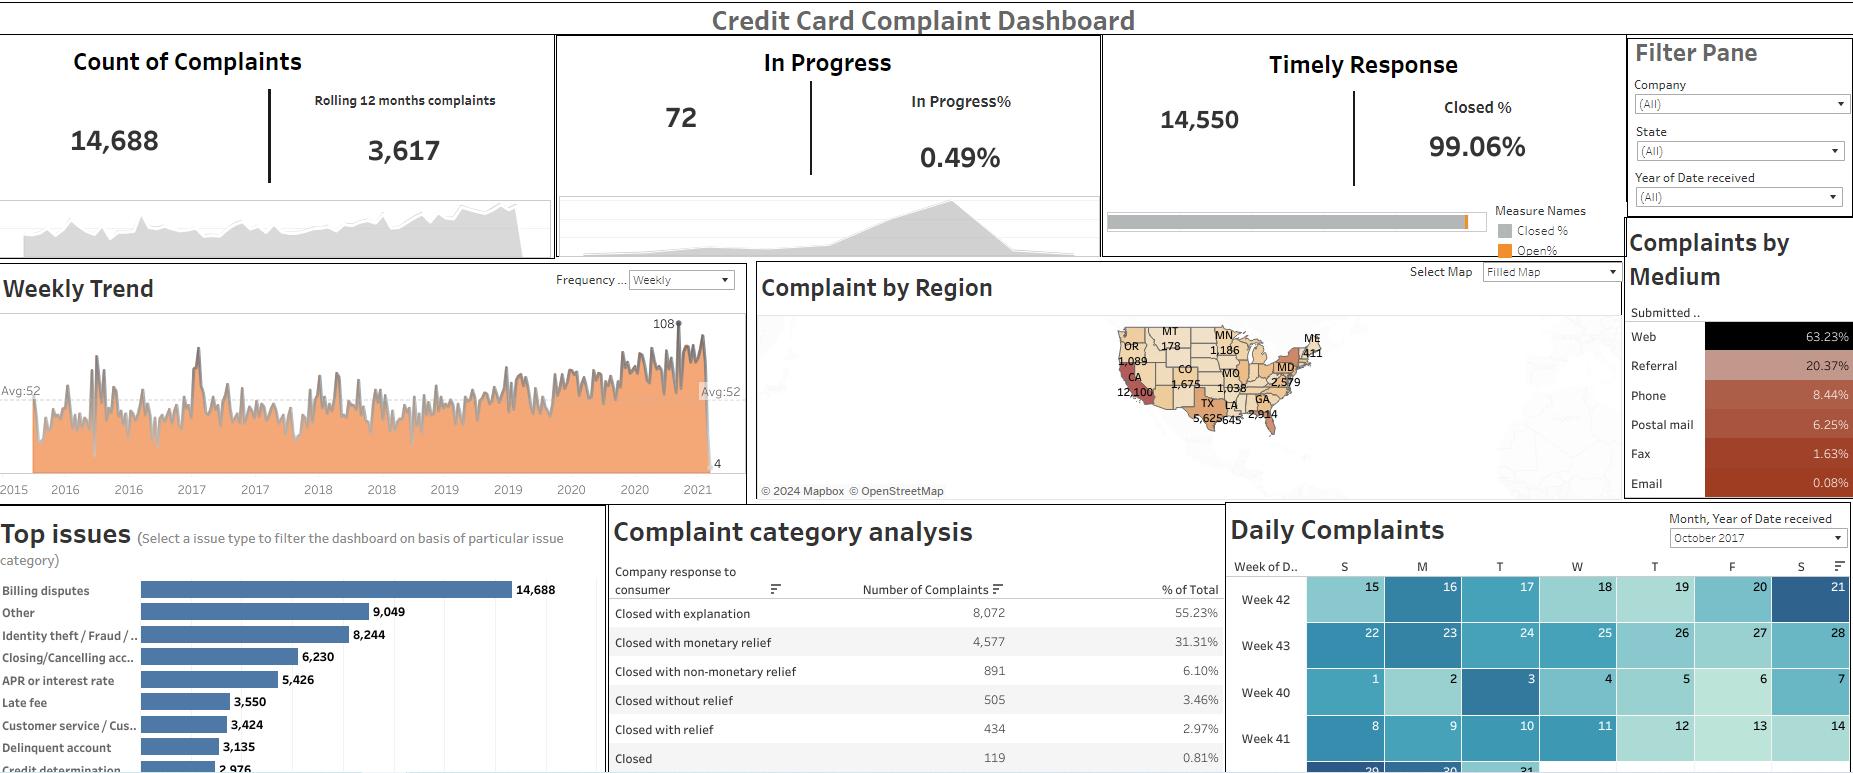 Credit Card Complaint Dashboard
Count of Complaints
Rolling 12 months complaints
14,688
3,617
In Progress
72
In Progress%
0.49%
Timely Response
14,550
Closed %
99.06%
Measure Names
Closed %
Open%
Filter Pane
Company
(All)
State
(All)
Year of Date received
(All)
Weekly Trend
Frequency ...
Weekly
108
Avg:52
Avg:52
4
2015 2016 2016 2017 2017 2018 2018 2019 2019 2020 2020 2021
Complaint by Region
Select Map
Filled Map
MT
178
MN
1,186
ME
411
OR
1,089
CA
12,100
CO
1,675
MO
1,038
MD
2,579
TX
5,625
LA
645
GA
2,914
© 2024 Mapbox © OpenStreetMap
Complaints by
Medium
Submitted ..
Web 63.23%
Referral 20.37%
Phone 8.44%
Postal mail 6.25%
Fax 1.63%
Email 0.08%
Top issues (Select a issue type to filter the dashboard on basis of particular issue
category)
Billing disputes 14,688
Other 9,049
Identity theft / Fraud / .. 8,244
Closing/Cancelling acc.. 6,230
APR or interest rate 5,426
Late fee 3,550
Customer service / Cus.. 3,424
Delinquent account 3,135
Credit determination 2,976
Complaint category analysis
Company response to
consumer Number of Complaints % of Total
Closed with explanation 8,072 55.23%
Closed with monetary relief 4,577 31.31%
Closed with non-monetary relief 891 6.10%
Closed without relief 505 3.46%
Closed with relief 434 2.97%
Closed 119 0.81%
Daily Complaints
Month, Year of Date received
October 2017
Week of D.. S M T W T F S
Week 42 15 16 17 18 19 20 21
Week 43 22 23 24 25 26 27 28
Week 40 1 2 3 4 5 6 7
Week 41 8 9 10 11 12 13 14
29 30 31